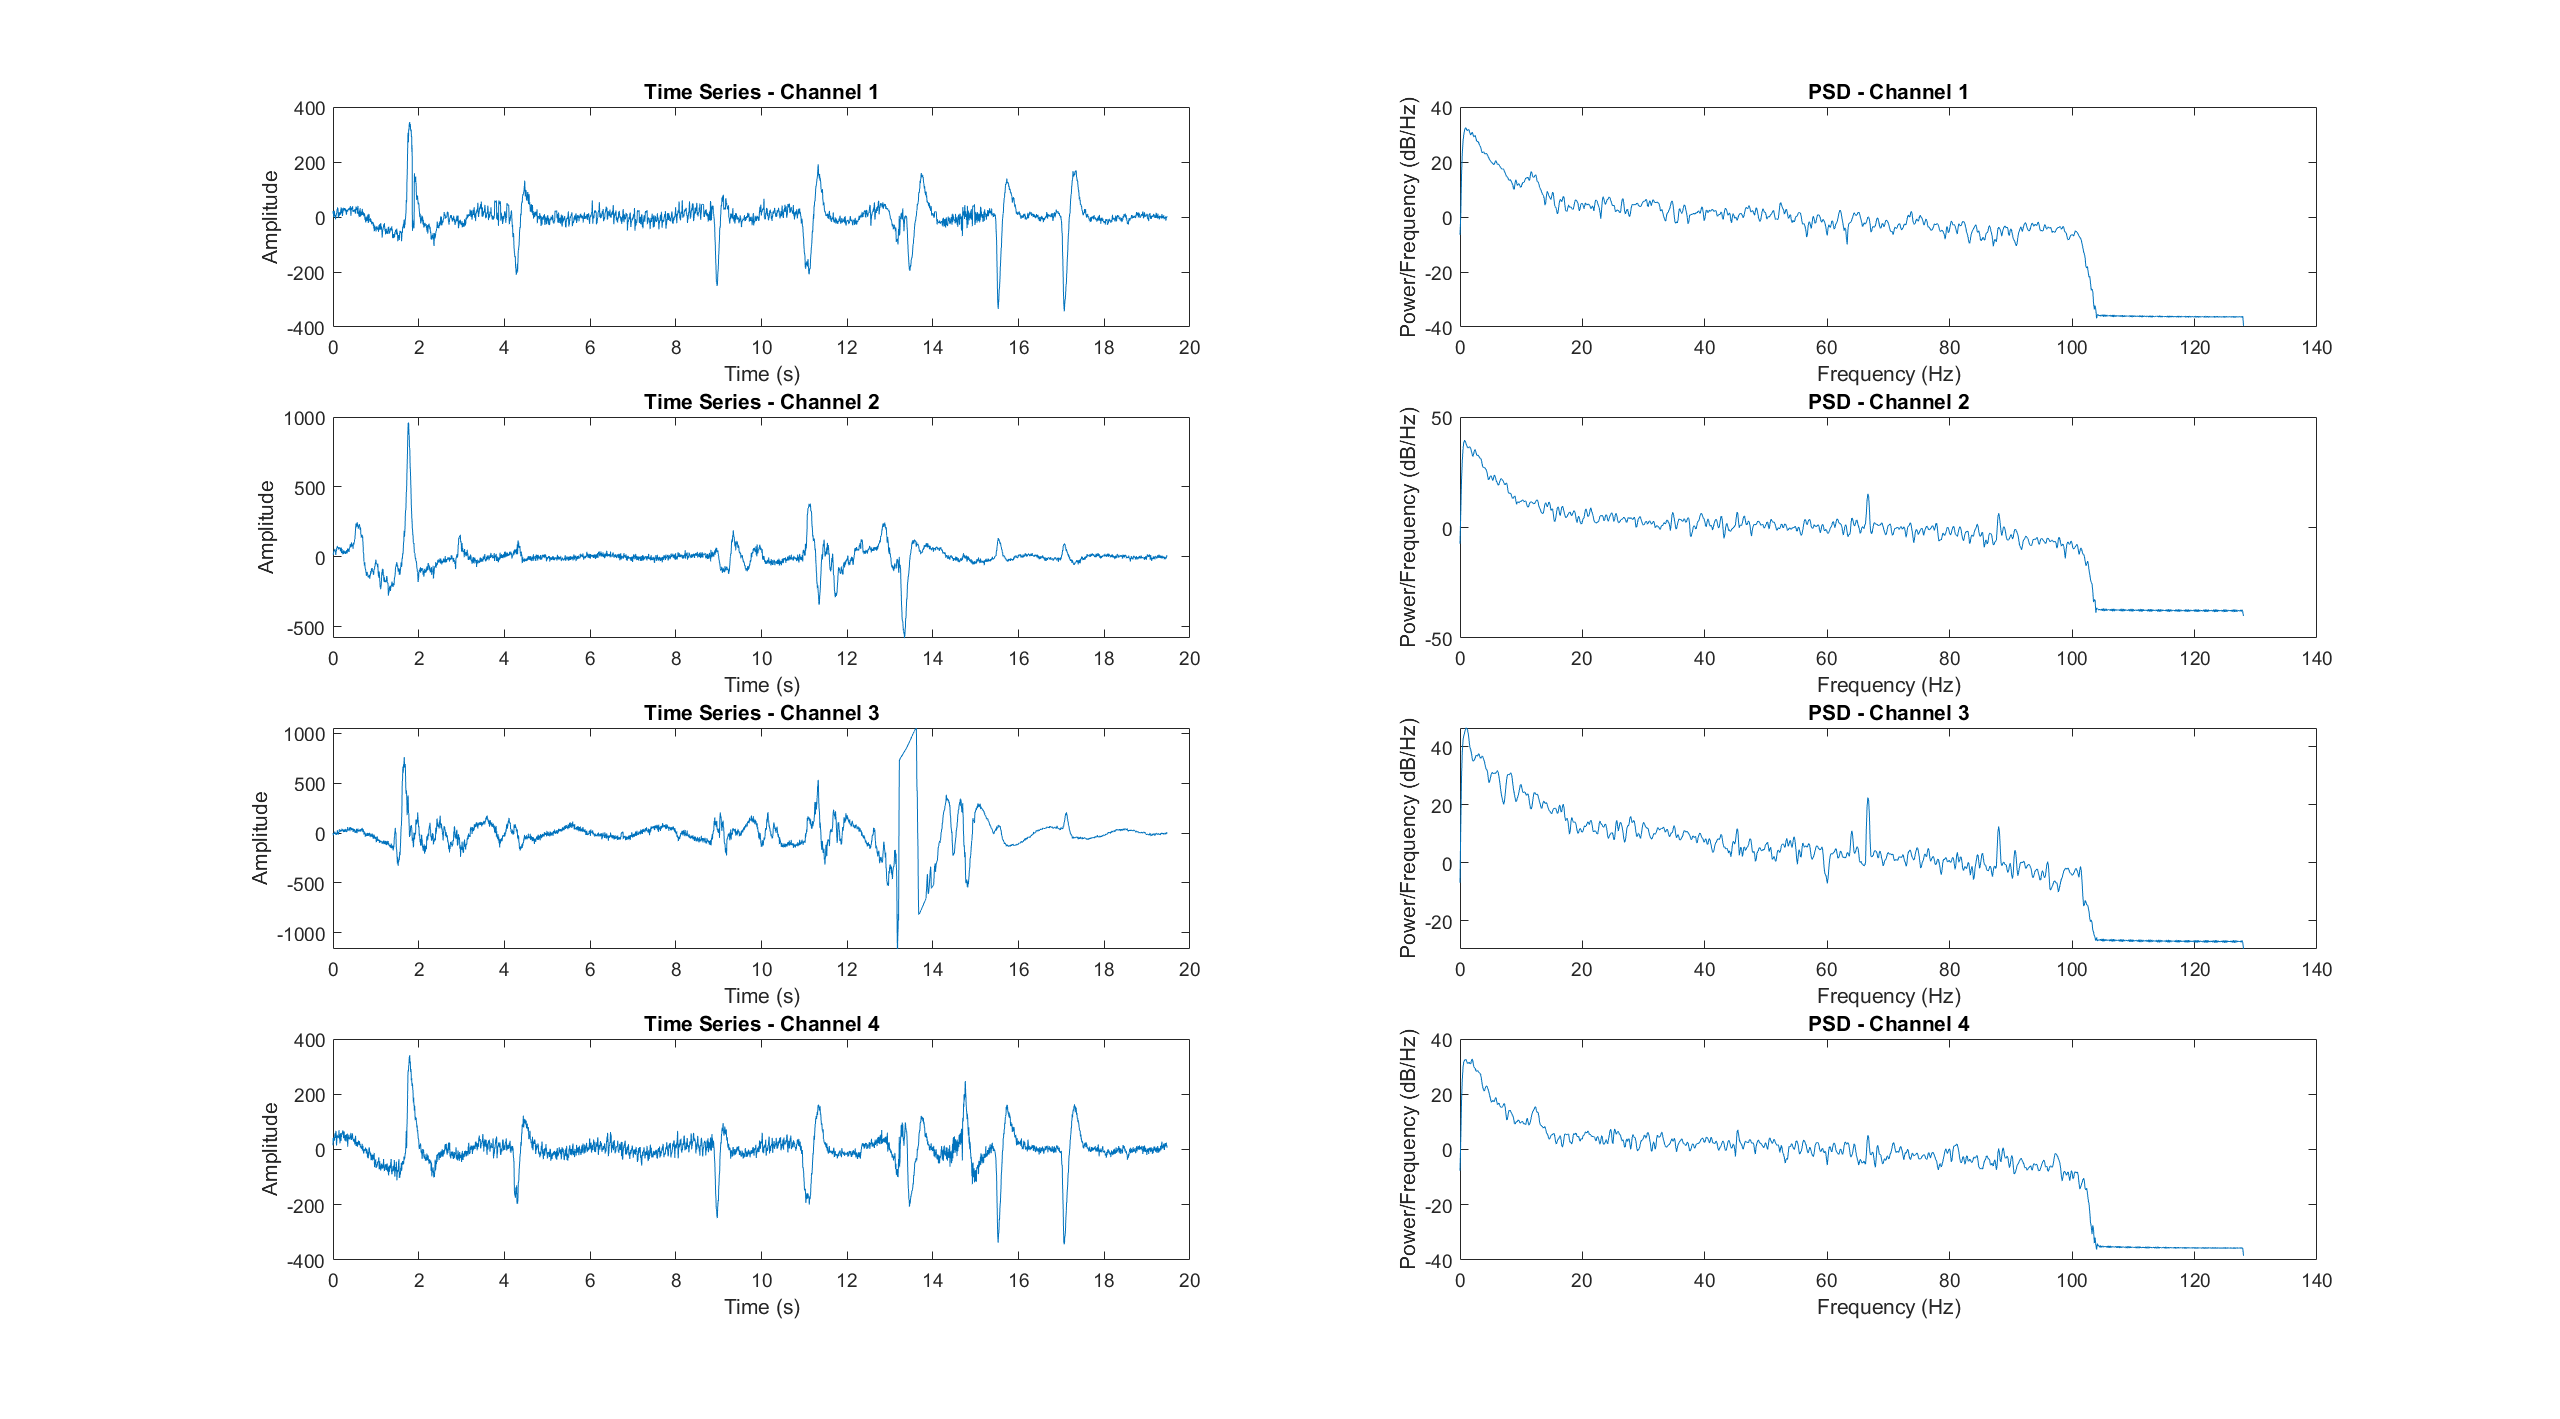 Time Series - Channel 1
Amplitude
400
200
0
-200
-400
0 2 4 6 8 10 12 14 16 18 20
Time (s)
PSD - Channel 1
Power/Frequency (dB/Hz)
40
20
0
-20
-40
0 20 40 60 80 100 120 140
Frequency (Hz)
Time Series - Channel 2
Amplitude
1000
500
0
-500
0 2 4 6 8 10 12 14 16 18 20
Time (s)
PSD - Channel 2
Power/Frequency (dB/Hz)
50
0
-50
0 20 40 60 80 100 120 140
Frequency (Hz)
Time Series - Channel 3
Amplitude
1000
500
0
-500
-1000
0 2 4 6 8 10 12 14 16 18 20
Time (s)
PSD - Channel 3
Power/Frequency (dB/Hz)
40
20
0
-20
0 20 40 60 80 100 120 140
Frequency (Hz)
Time Series - Channel 4
Amplitude
400
200
0
-200
-400
0 2 4 6 8 10 12 14 16 18 20
Time (s)
PSD - Channel 4
Power/Frequency (dB/Hz)
40
20
0
-20
-40
0 20 40 60 80 100 120 140
Frequency (Hz)